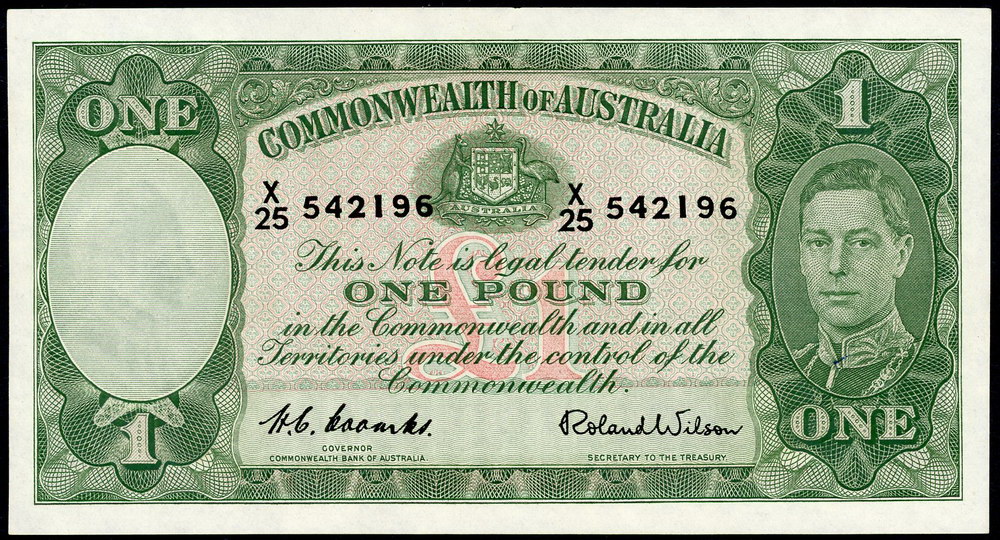 ONE
1
COMMONWEALTH OF AUSTRALIA
AUSTRALIA
X/25 542196
X/25 542196
This Note is legal tender for
£1
ONE POUND
in the Commonwealth and in all
Territories under the control of the
Commonwealth.
H. C. Coombs.
Roland Wilson
GOVERNOR
COMMONWEALTH BANK OF AUSTRALIA.
SECRETARY TO THE TREASURY.
1
ONE